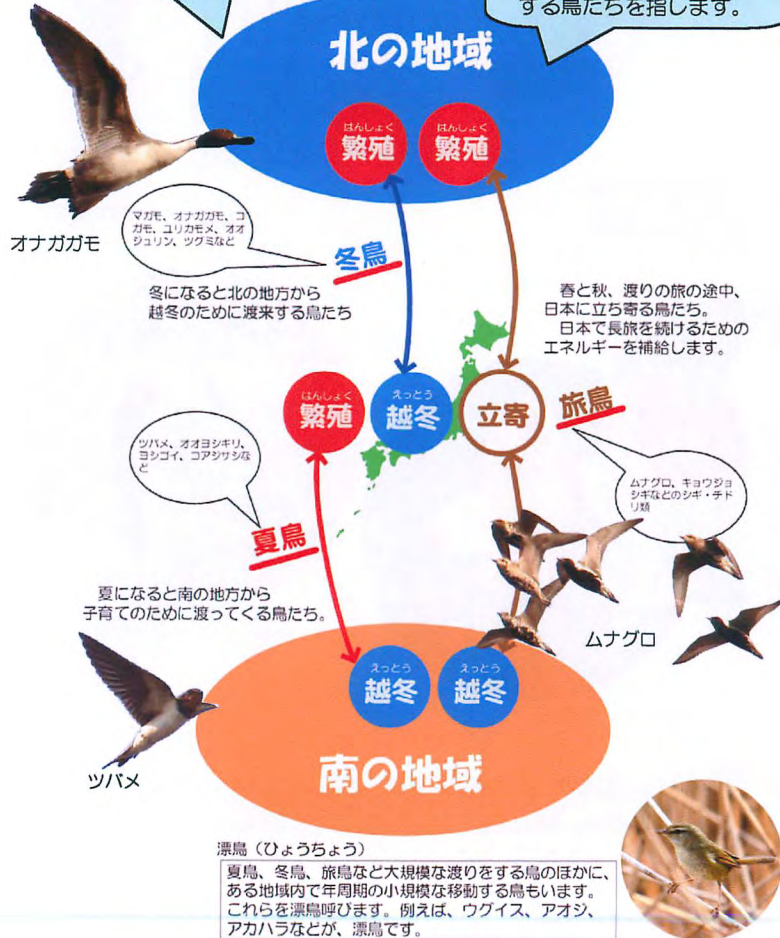 する鳥たちを指します。
北の地域
はんしょく
繁殖
はんしょく
繁殖
オナガガモ
マガモ、オナガガモ、コ
ガモ、ユリカモメ、オオ
ジュリン、ツグミなど
冬鳥
冬になると北の地方から
越冬のために渡来する鳥たち
春と秋、渡りの旅の途中、
日本に立ち寄る鳥たち。
日本で長旅を続けるための
エネルギーを補給します。
はんしょく
繁殖
えっとう
越冬
立寄
旅鳥
ツバメ、オオヨシキリ、
ヨシゴイ、コアジサシな
ど
ムナグロ、キョウジョ
シギなどのシギ・チド
リ類
夏鳥
夏になると南の地方から
子育てのために渡ってくる鳥たち。
ムナグロ
えっとう
越冬
えっとう
越冬
ツバメ
南の地域
漂鳥（ひょうちょう）
夏鳥、冬鳥、旅鳥など大規模な渡りをする鳥のほかに、
ある地域内で年周期の小規模な移動する鳥もいます。
これらを漂鳥呼びます。例えば、ウグイス、アオジ、
アカハラなどが、漂鳥です。